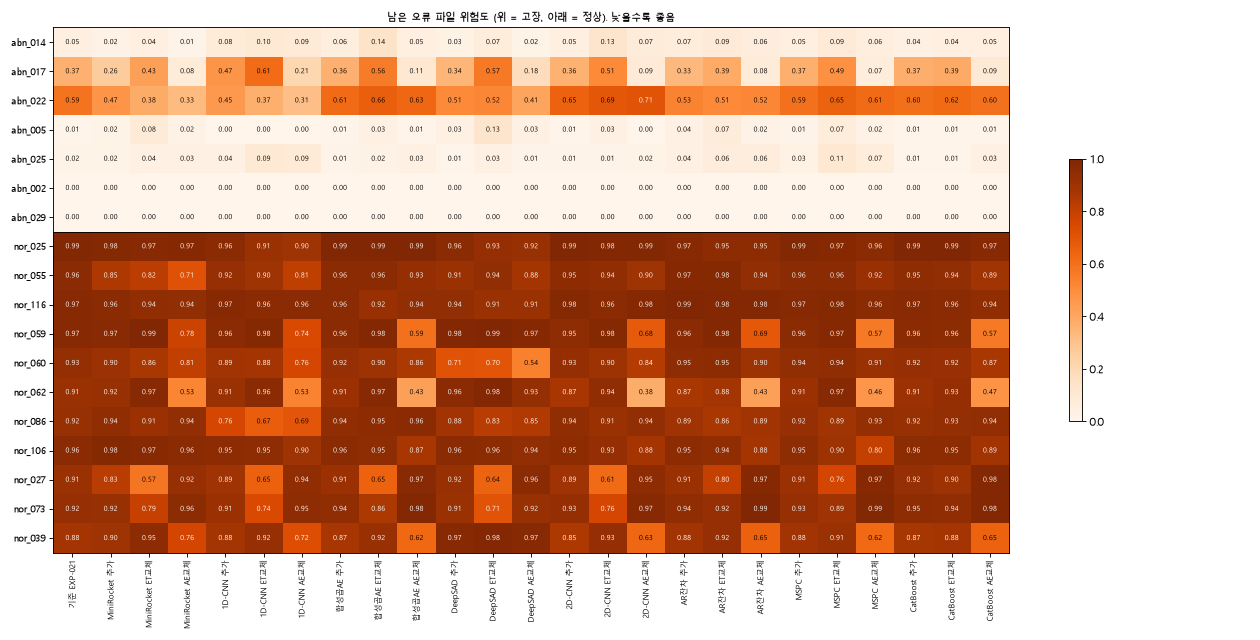 남은 오류 파일 위험도 (위 = 고장, 아래 = 정상). 낮을수록 좋음
abn_014 0.05 0.02 0.04 0.01 0.08 0.10 0.09 0.06 0.14 0.05 0.03 0.07 0.02 0.05 0.13 0.07 0.07 0.09 0.06 0.05 0.09 0.06 0.04 0.04 0.05
abn_017 0.37 0.26 0.43 0.08 0.47 0.61 0.21 0.36 0.56 0.11 0.34 0.57 0.18 0.36 0.51 0.09 0.33 0.39 0.08 0.37 0.49 0.07 0.37 0.39 0.09
abn_022 0.59 0.47 0.38 0.33 0.45 0.37 0.31 0.61 0.66 0.63 0.51 0.52 0.41 0.65 0.69 0.71 0.53 0.51 0.52 0.59 0.65 0.61 0.60 0.62 0.60
abn_005 0.01 0.02 0.08 0.02 0.00 0.00 0.00 0.01 0.03 0.01 0.03 0.13 0.03 0.01 0.03 0.00 0.04 0.07 0.02 0.01 0.07 0.02 0.01 0.01 0.01
abn_025 0.02 0.02 0.04 0.03 0.04 0.09 0.09 0.01 0.02 0.03 0.01 0.03 0.01 0.01 0.01 0.02 0.04 0.06 0.06 0.03 0.11 0.07 0.01 0.01 0.03
abn_002 0.00 0.00 0.00 0.00 0.00 0.00 0.00 0.00 0.00 0.00 0.00 0.00 0.00 0.00 0.00 0.00 0.00 0.00 0.00 0.00 0.00 0.00 0.00 0.00 0.00
abn_029 0.00 0.00 0.00 0.00 0.00 0.00 0.00 0.00 0.00 0.00 0.00 0.00 0.00 0.00 0.00 0.00 0.00 0.00 0.00 0.00 0.00 0.00 0.00 0.00 0.00
nor_025 0.99 0.98 0.97 0.97 0.96 0.91 0.90 0.99 0.99 0.99 0.96 0.93 0.92 0.99 0.98 0.99 0.97 0.95 0.95 0.99 0.97 0.96 0.99 0.99 0.97
nor_055 0.96 0.85 0.82 0.71 0.92 0.90 0.81 0.96 0.96 0.93 0.91 0.94 0.88 0.95 0.94 0.90 0.97 0.98 0.94 0.96 0.96 0.92 0.95 0.94 0.89
nor_116 0.97 0.96 0.94 0.94 0.97 0.96 0.96 0.96 0.92 0.94 0.94 0.91 0.91 0.98 0.96 0.98 0.99 0.98 0.98 0.97 0.98 0.96 0.97 0.96 0.94
nor_059 0.97 0.97 0.99 0.78 0.96 0.98 0.74 0.96 0.98 0.59 0.98 0.99 0.97 0.95 0.98 0.68 0.96 0.98 0.69 0.96 0.97 0.57 0.96 0.96 0.57
nor_060 0.93 0.90 0.86 0.81 0.89 0.88 0.76 0.92 0.90 0.86 0.71 0.70 0.54 0.93 0.90 0.84 0.95 0.95 0.90 0.94 0.94 0.91 0.92 0.92 0.87
nor_062 0.91 0.92 0.97 0.53 0.91 0.96 0.53 0.91 0.97 0.43 0.96 0.98 0.93 0.87 0.94 0.38 0.87 0.88 0.43 0.91 0.97 0.46 0.91 0.93 0.47
nor_086 0.92 0.94 0.91 0.94 0.76 0.67 0.69 0.94 0.95 0.96 0.88 0.83 0.85 0.92 0.91 0.94 0.89 0.86 0.89 0.92 0.89 0.93 0.92 0.93 0.94
nor_106 0.96 0.98 0.97 0.96 0.95 0.95 0.90 0.96 0.95 0.87 0.96 0.96 0.94 0.95 0.93 0.88 0.95 0.94 0.88 0.95 0.90 0.80 0.96 0.95 0.89
nor_027 0.91 0.83 0.57 0.92 0.89 0.65 0.94 0.91 0.65 0.97 0.92 0.64 0.96 0.89 0.61 0.95 0.91 0.80 0.97 0.91 0.76 0.97 0.92 0.90 0.98
nor_073 0.92 0.92 0.79 0.96 0.91 0.74 0.95 0.94 0.86 0.98 0.91 0.71 0.92 0.93 0.76 0.97 0.94 0.92 0.99 0.93 0.89 0.99 0.95 0.94 0.98
nor_039 0.88 0.90 0.95 0.76 0.88 0.92 0.72 0.87 0.92 0.62 0.97 0.98 0.97 0.85 0.93 0.63 0.88 0.92 0.65 0.88 0.91 0.62 0.87 0.88 0.65
기준 EXP-021
MiniRocket 추가
MiniRocket ET교체
MiniRocket AE교체
1D-CNN 추가
1D-CNN ET교체
1D-CNN AE교체
합성곱AE 추가
합성곱AE ET교체
합성곱AE AE교체
DeepSAD 추가
DeepSAD ET교체
DeepSAD AE교체
2D-CNN 추가
2D-CNN ET교체
2D-CNN AE교체
AR잔차 추가
AR잔차 ET교체
AR잔차 AE교체
MSPC 추가
MSPC ET교체
MSPC AE교체
CatBoost 추가
CatBoost ET교체
CatBoost AE교체
1.0
0.8
0.6
0.4
0.2
0.0